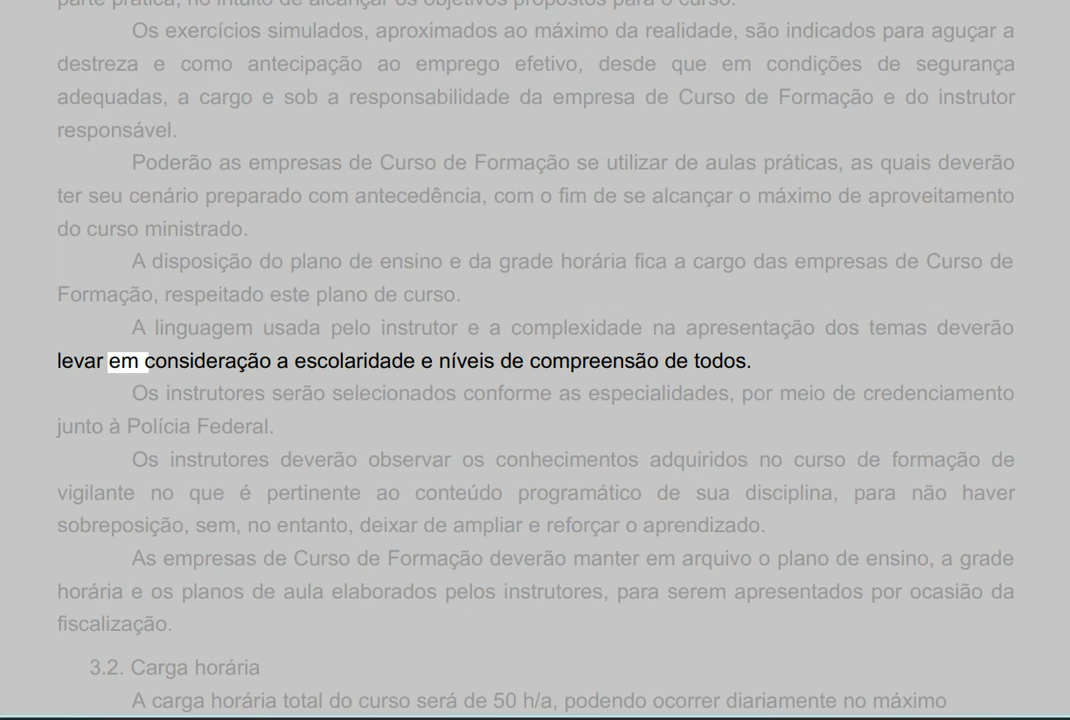 parte prática, no intuito de alcançar os objetivos propostos para o curso.
Os exercícios simulados, aproximados ao máximo da realidade, são indicados para aguçar a
destreza e como antecipação ao emprego efetivo, desde que em condições de segurança
adequadas, a cargo e sob a responsabilidade da empresa de Curso de Formação e do instrutor
responsável.
Poderão as empresas de Curso de Formação se utilizar de aulas práticas, as quais deverão
ter seu cenário preparado com antecedência, com o fim de se alcançar o máximo de aproveitamento
do curso ministrado.
A disposição do plano de ensino e da grade horária fica a cargo das empresas de Curso de
Formação, respeitado este plano de curso.
A linguagem usada pelo instrutor e a complexidade na apresentação dos temas deverão
levar em consideração a escolaridade e níveis de compreensão de todos.
Os instrutores serão selecionados conforme as especialidades, por meio de credenciamento
junto à Polícia Federal.
Os instrutores deverão observar os conhecimentos adquiridos no curso de formação de
vigilante no que é pertinente ao conteúdo programático de sua disciplina, para não haver
sobreposição, sem, no entanto, deixar de ampliar e reforçar o aprendizado.
As empresas de Curso de Formação deverão manter em arquivo o plano de ensino, a grade
horária e os planos de aula elaborados pelos instrutores, para serem apresentados por ocasião da
fiscalização.
3.2. Carga horária
A carga horária total do curso será de 50 h/a, podendo ocorrer diariamente no máximo